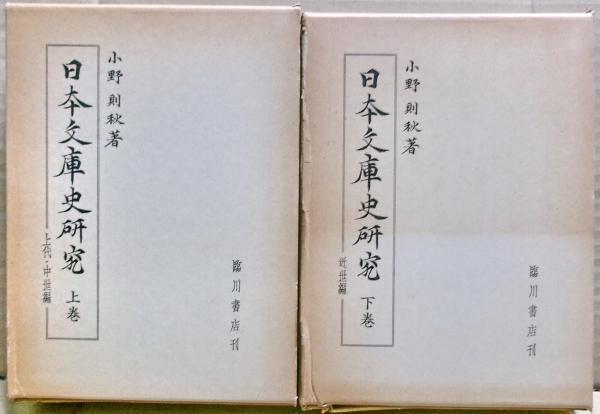 小野則秋著
日本文庫史研究 上巻
上代・中世編
臨川書店刊
小野則秋著
日本文庫史研究 下巻
近世編
臨川書店刊